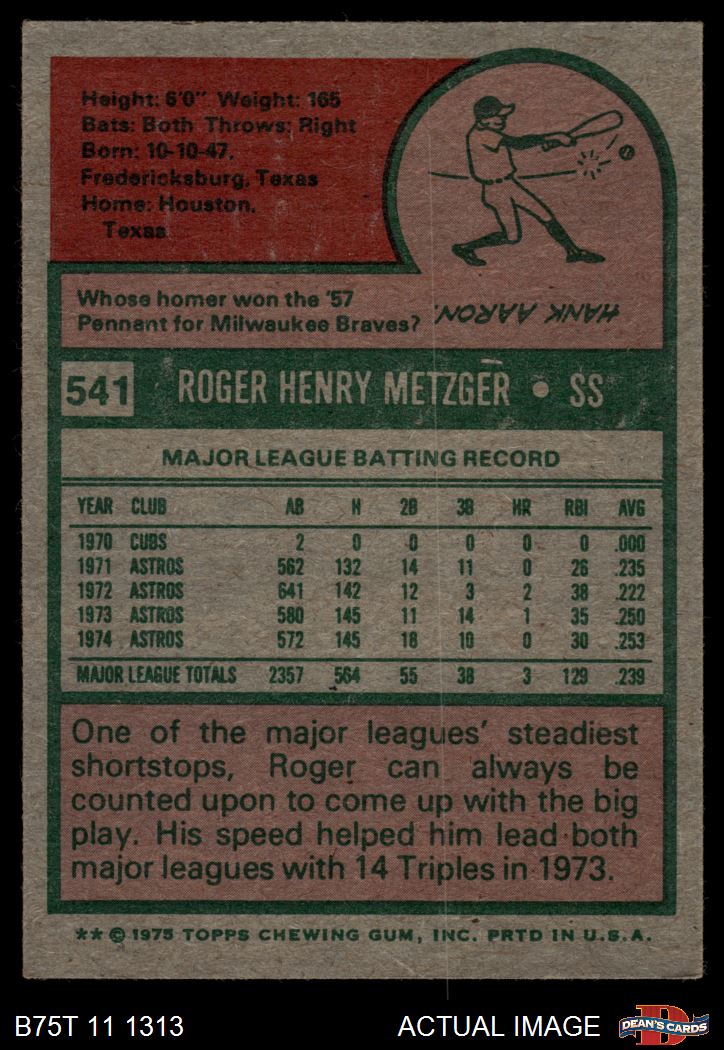 Height: 6'0" Weight: 165
Bats: Both Throws: Right
Born: 10-10-47,
Fredericksburg, Texas
Home: Houston,
Texas
Whose homer won the '57
Pennant for Milwaukee Braves?
HANK AARON.
541 ROGER HENRY METZGER • SS
MAJOR LEAGUE BATTING RECORD
YEAR CLUB AB H 2B 3B HR RBI AVG
1970 CUBS 2 0 0 0 0 0 .000
1971 ASTROS 562 132 14 11 0 26 .235
1972 ASTROS 641 142 12 3 2 38 .222
1973 ASTROS 580 145 11 14 1 35 .250
1974 ASTROS 572 145 18 10 0 30 .253
MAJOR LEAGUE TOTALS 2357 564 55 38 3 129 .239
One of the major leagues' steadiest
shortstops, Roger can always be
counted upon to come up with the big
play. His speed helped him lead both
major leagues with 14 Triples in 1973.
** © 1975 TOPPS CHEWING GUM, INC. PRTD IN U.S.A.
B75T 11 1313 ACTUAL IMAGE D DEAN'S CARDS